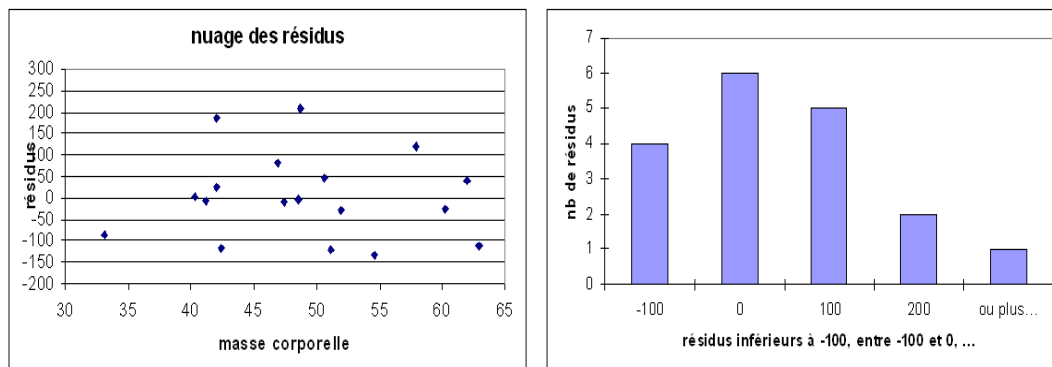 nuage des résidus
300
250
200
150
100
50
0
-50
-100
-150
-200
résidus
30 35 40 45 50 55 60 65
masse corporelle
7
6
5
4
3
2
1
0
nb de résidus
-100 0 100 200 ou plus...
résidus inférieurs à -100, entre -100 et 0, ...